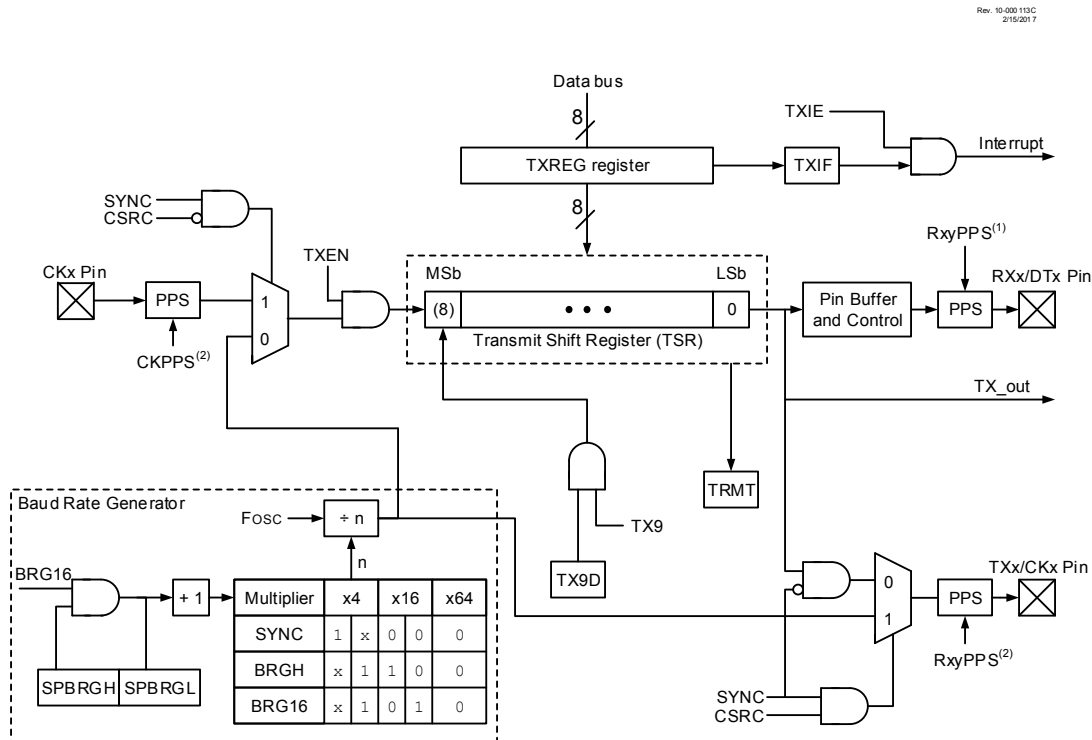 Rev. 10-000 113C
2/15/2017
Data bus
8
TXIE
Interrupt
TXREG register
TXIF
8
SYNC
CSRC
RxyPPS(1)
TXEN
MSb
LSb
CKx Pin
RXx/DTx Pin
PPS
1
(8)
• • •
0
Pin Buffer
and Control
PPS
0
Transmit Shift Register (TSR)
CKPPS(2)
TX_out
TRMT
Baud Rate Generator
FOSC
÷ n
TX9
n
BRG16
TX9D
TXx/CKx Pin
0
+ 1
Multiplier x4 x16 x64
PPS
1
SYNC 1 x 0 0 0
BRGH x 1 1 0 0
RxyPPS(2)
SPBRGH SPBRGL
BRG16 x 1 0 1 0
SYNC
CSRC